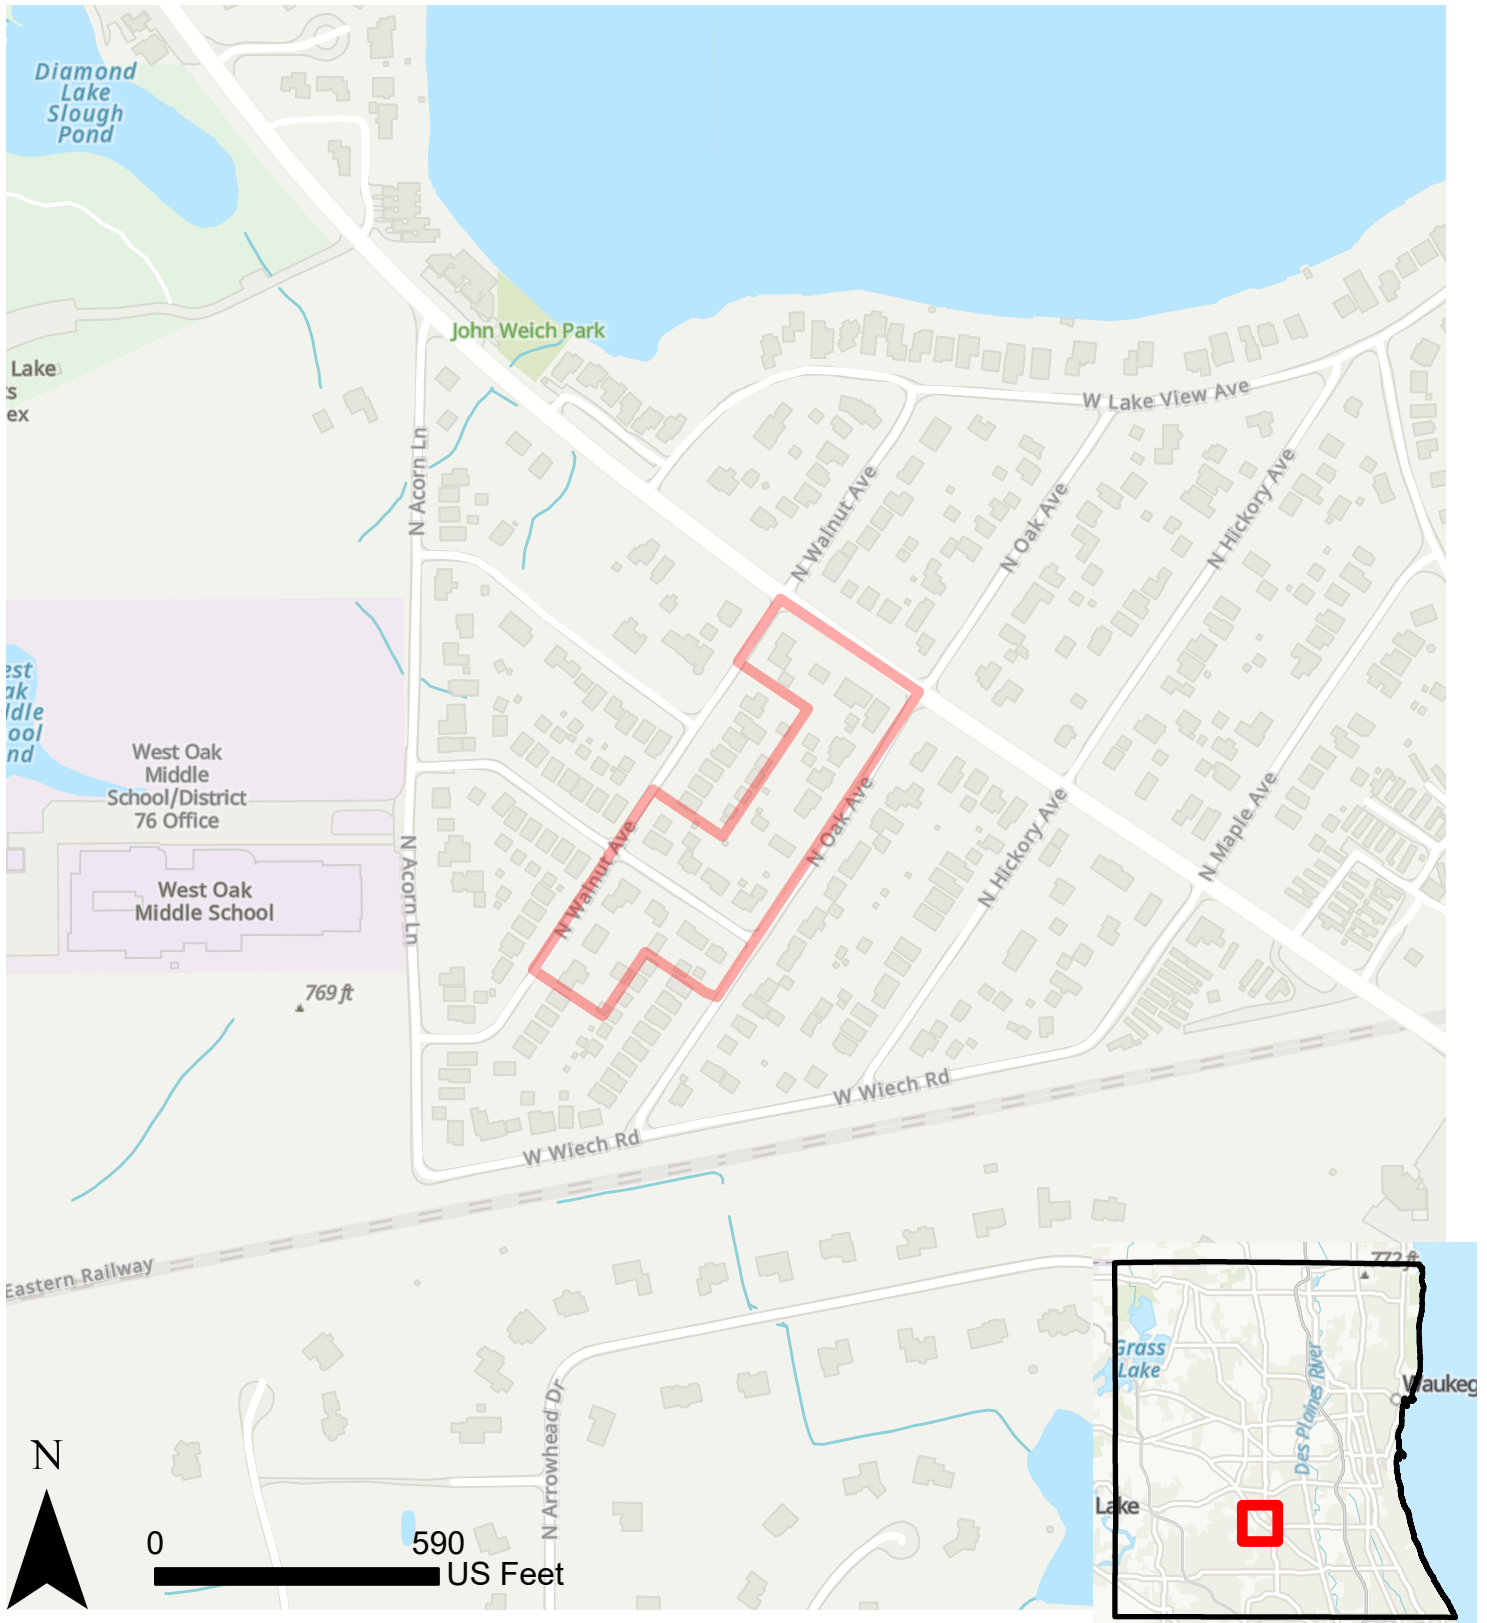 Diamond
Lake
Slough
Pond
John Weich Park
Lake
W Lake View Ave
N Acorn Ln
N Walnut Ave
N Oak Ave
N Hickory Ave
West Oak
Middle
School/District
76 Office
West Oak
Middle School
N Acorn Ln
N Walnut Ave
N Oak Ave
N Hickory Ave
N Maple Ave
769 ft
W Wiech Rd
W Wiech Rd
Eastern Railway
N Arrowhead Dr
N
0 590
US Feet
772 ft
Grass
Lake
Des Plaines River
Waukeg
Lake